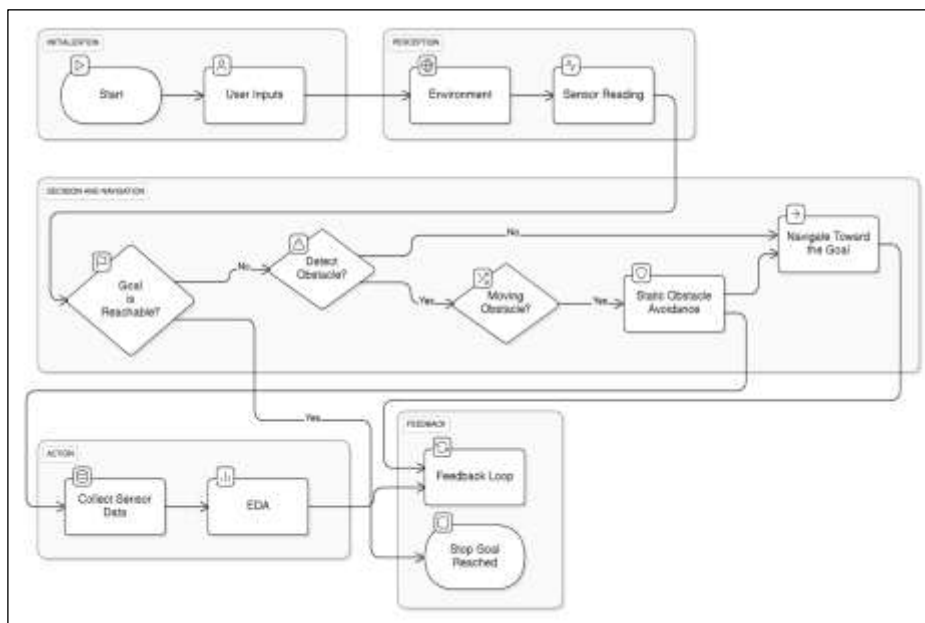 INITIALIZATION
Start
User Inputs
PERCEPTION
Environment
Sensor Reading
DECISION AND NAVIGATION
Goal
is
Reachable?
No
Detect
Obstacle?
No
Yes
Moving
Obstacle?
Yes
Static Obstacle
Avoidance
Navigate Toward
the Goal
Yes
ACTION
Collect Sensor
Data
EDA
FEEDBACK
Feedback Loop
Stop Goal
Reached